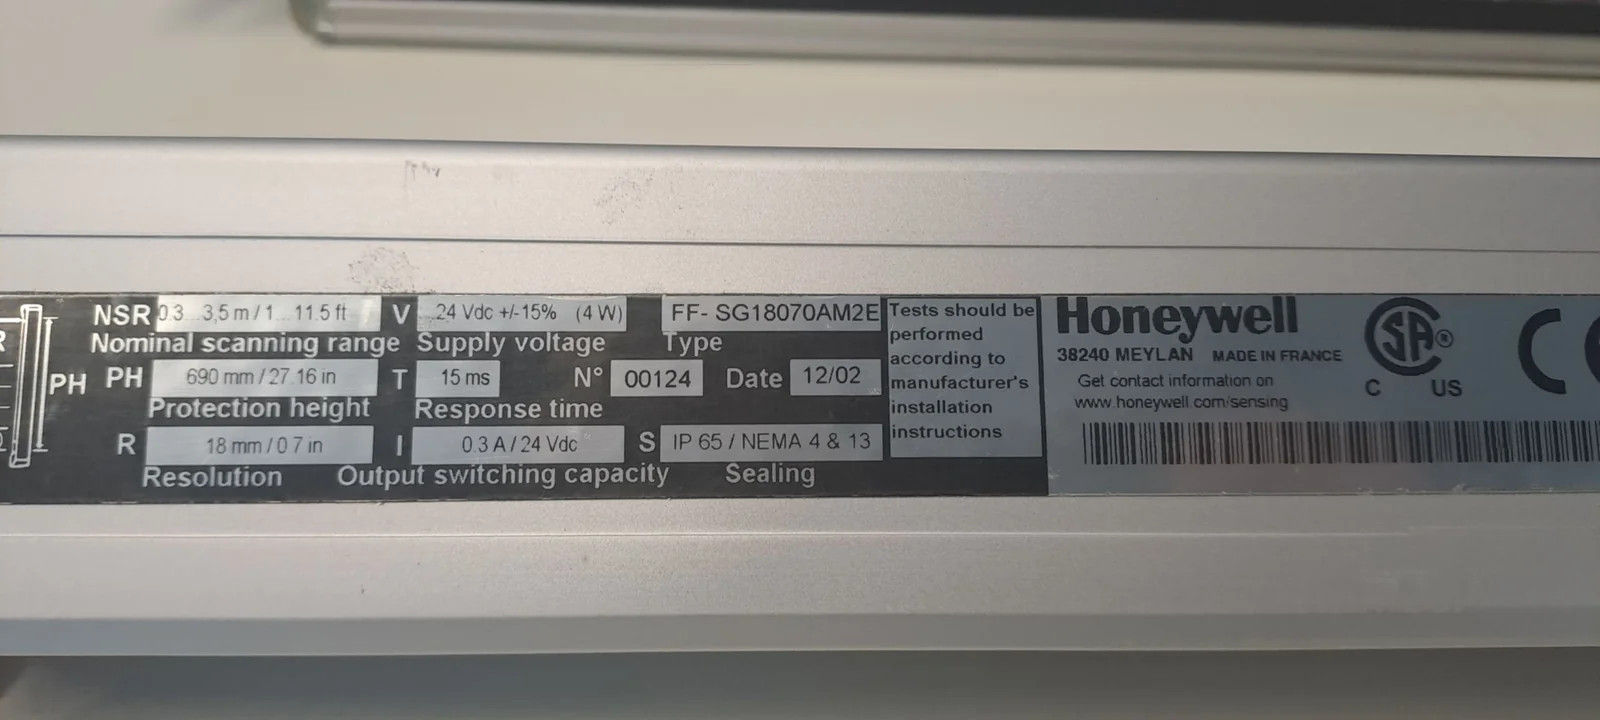 NSR 0.3...3,5 m / 1...11.5 ft V 24 Vdc +/-15% (4 W) FF- SG18070AM2E
Nominal scanning range Supply voltage Type
PH PH 690 mm / 27.16 in T 15 ms N° 00124 Date 12/02
Protection height Response time
R 18 mm / 0.7 in I 0.3 A / 24 Vdc S IP 65 / NEMA 4 & 13
Resolution Output switching capacity Sealing
Tests should be
performed
according to
manufacturer's
installation
instructions
Honeywell
38240 MEYLAN MADE IN FRANCE
Get contact information on
www.honeywell.com/sensing
SA ®
C US
C